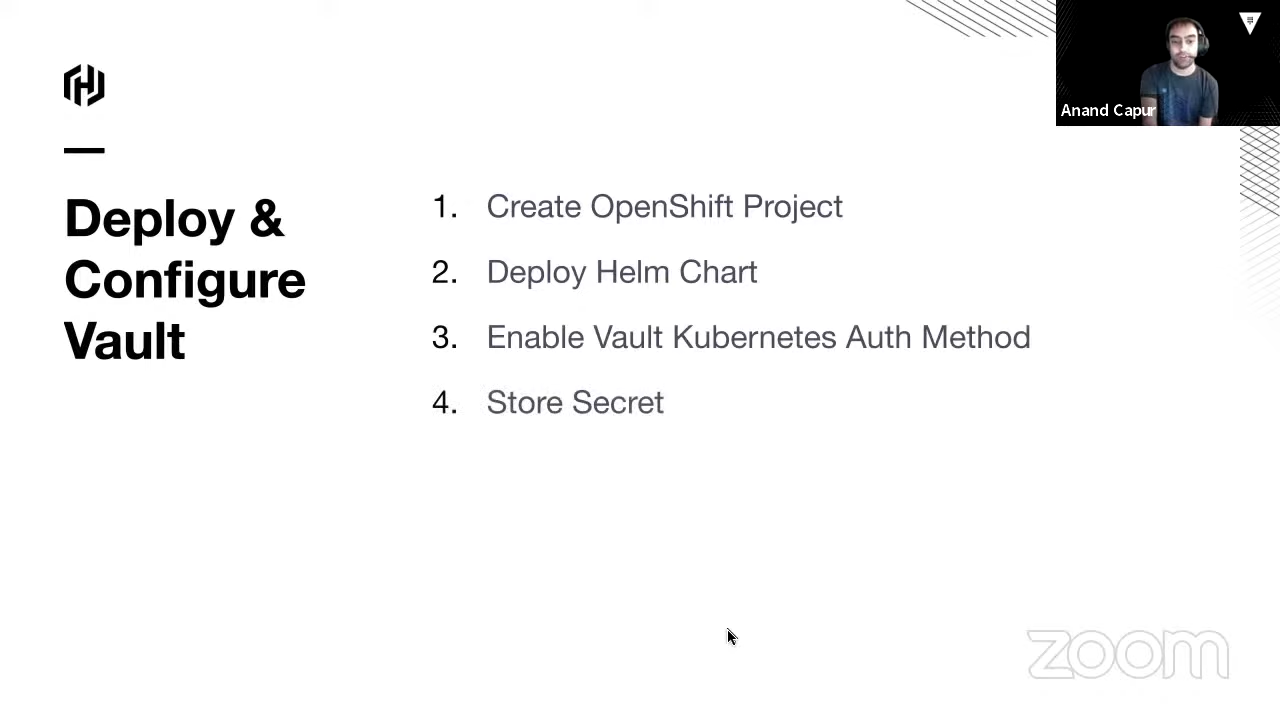 Anand Capur
Deploy &
Configure
Vault
1. Create OpenShift Project
2. Deploy Helm Chart
3. Enable Vault Kubernetes Auth Method
4. Store Secret
zoom